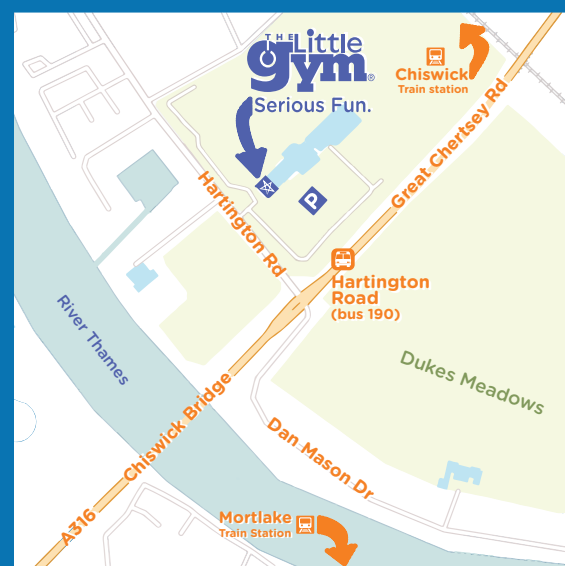 THE Little
gym®
Serious Fun.
Chiswick
Train station
Great Chertsey Rd
P
Hartington Rd
Hartington
Road
(bus 190)
River Thames
Dukes Meadows
Chiswick Bridge
Dan Mason Dr
A316
Mortlake
Train Station